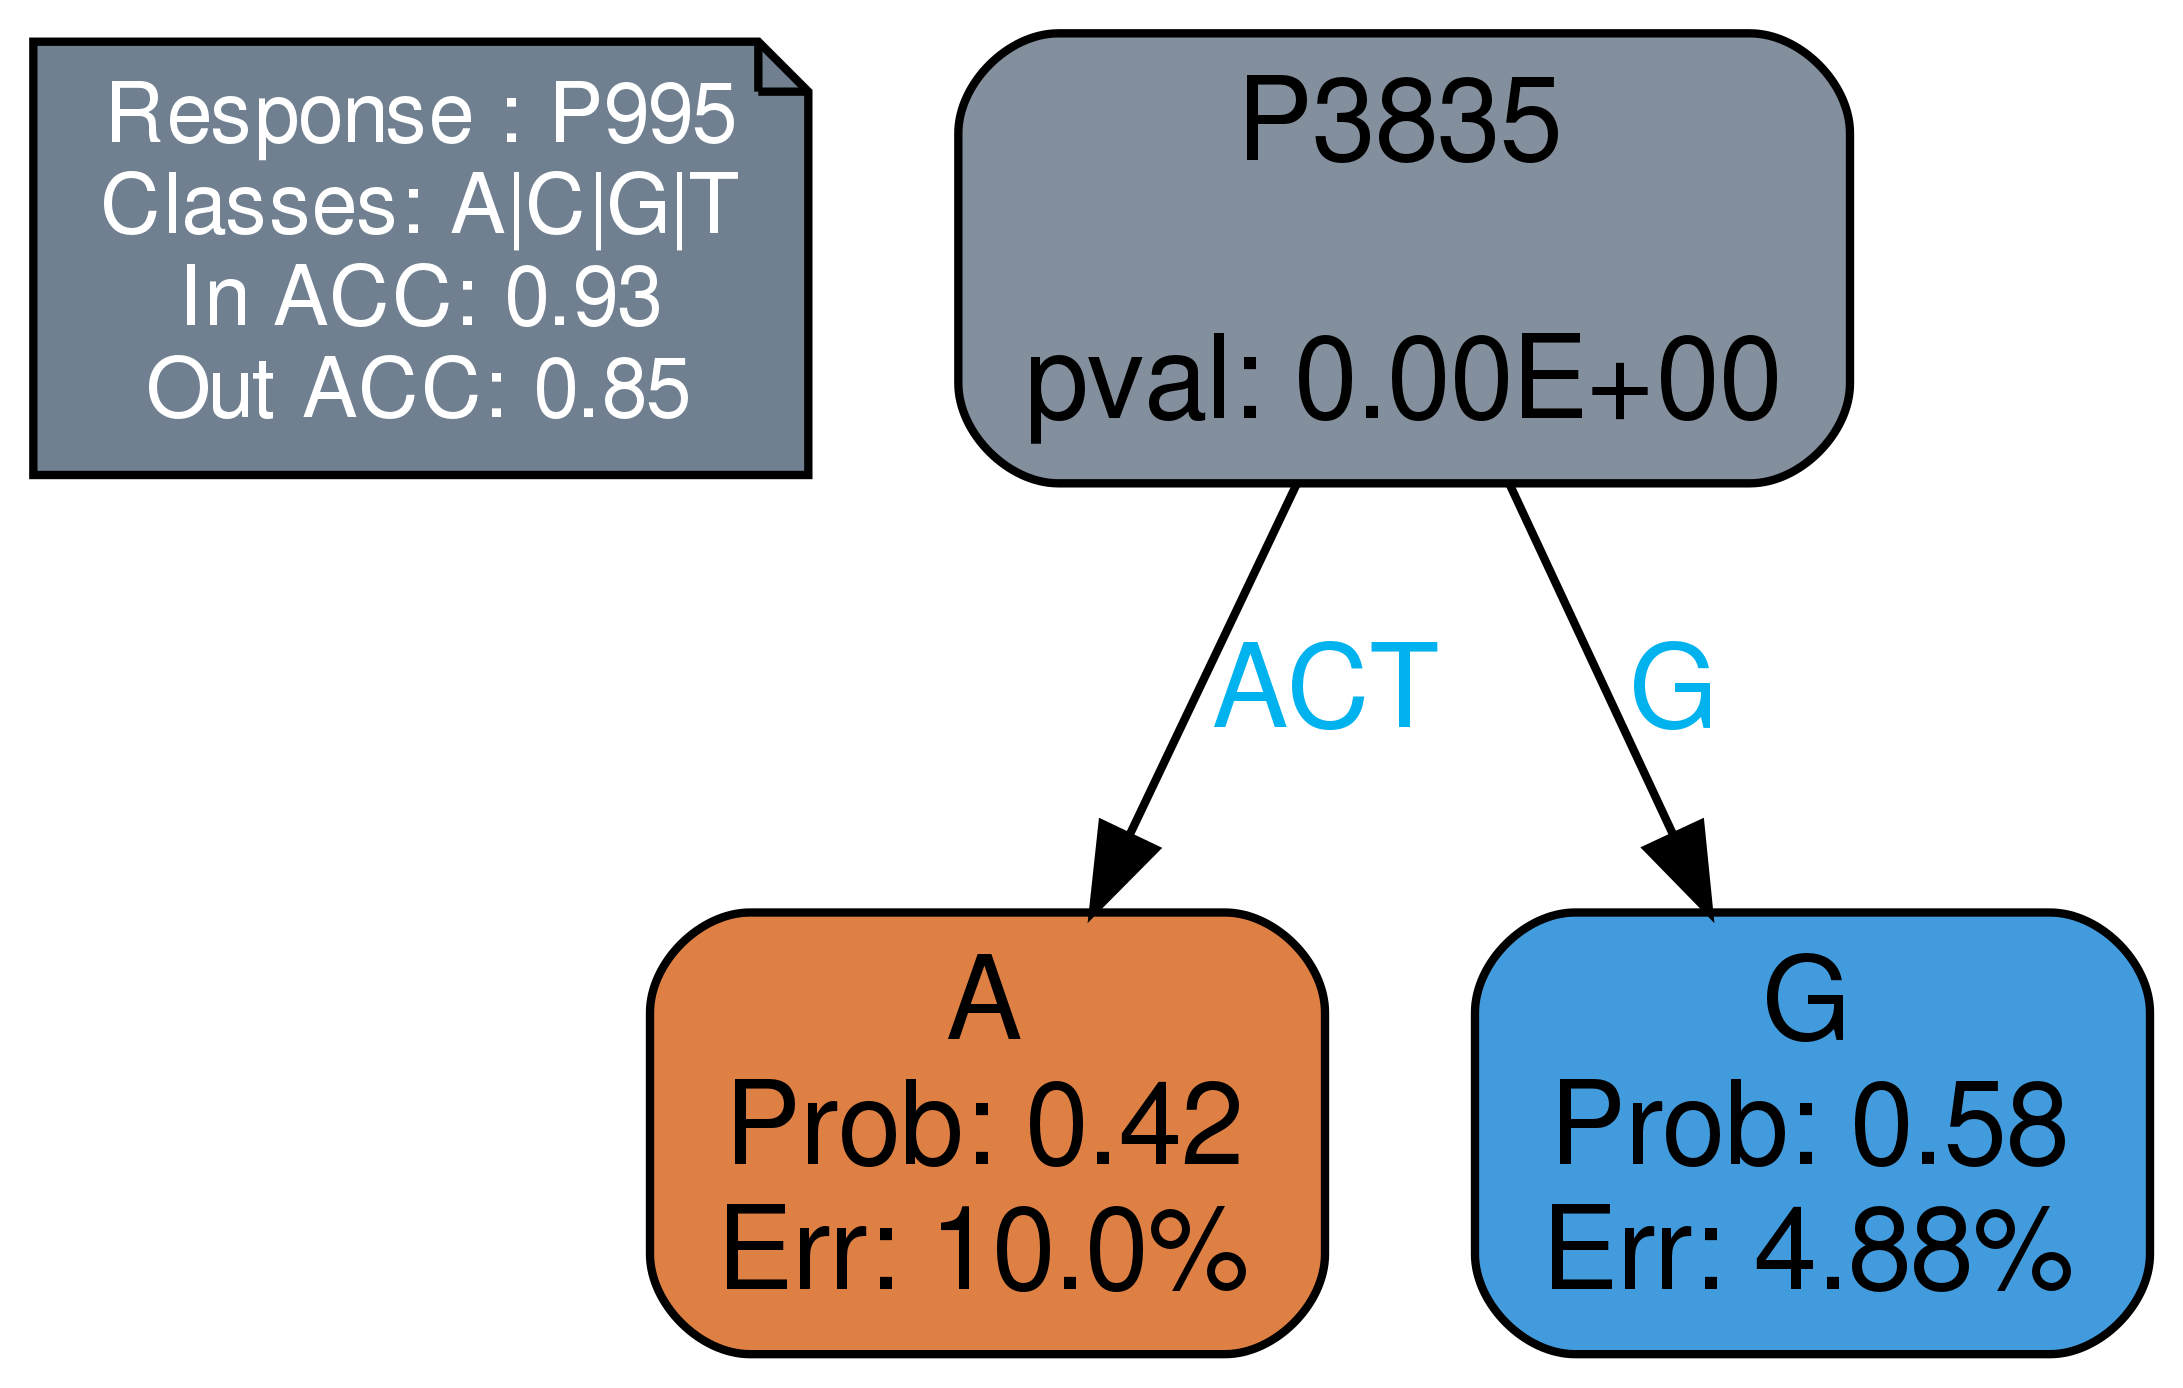 Response : P995
Classes: A|C|G|T
In ACC: 0.93
Out ACC: 0.85
P3835
pval: 0.00E+00
ACT
G
A
Prob: 0.42
Err: 10.0%
G
Prob: 0.58
Err: 4.88%